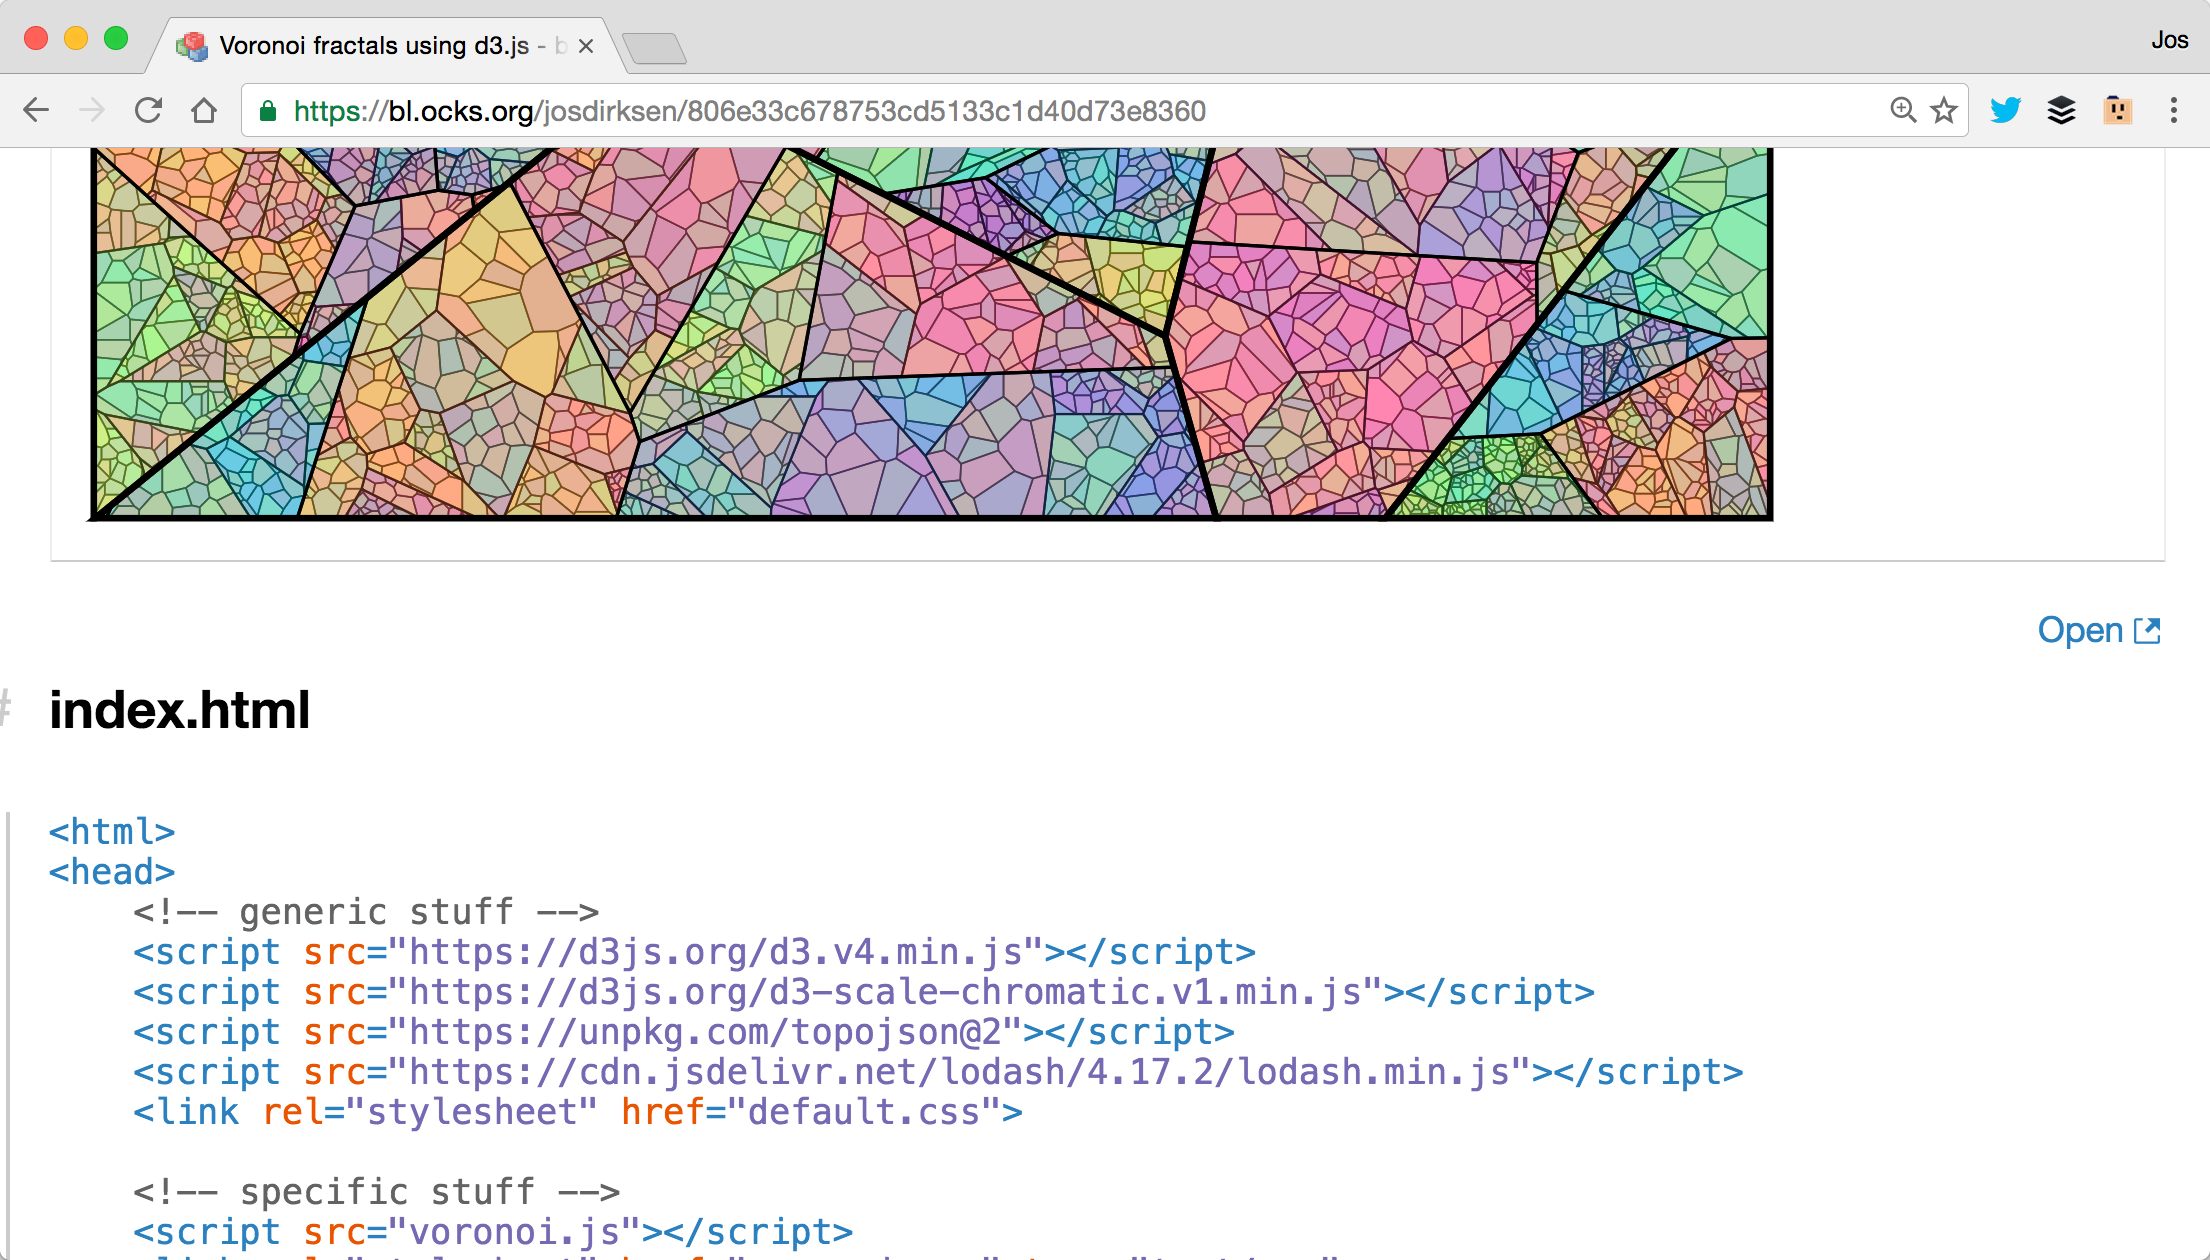 Voronoi fractals using d3.js - b
Jos
https://bl.ocks.org/josdirksen/806e33c678753cd5133c1d40d73e8360
Open
# index.html
<html>
<head>
<!-- generic stuff -->
<script src="https://d3js.org/d3.v4.min.js"></script>
<script src="https://d3js.org/d3-scale-chromatic.v1.min.js"></script>
<script src="https://unpkg.com/topojson@2"></script>
<script src="https://cdn.jsdelivr.net/lodash/4.17.2/lodash.min.js"></script>
<link rel="stylesheet" href="default.css">
<!-- specific stuff -->
<script src="voronoi.js"></script>